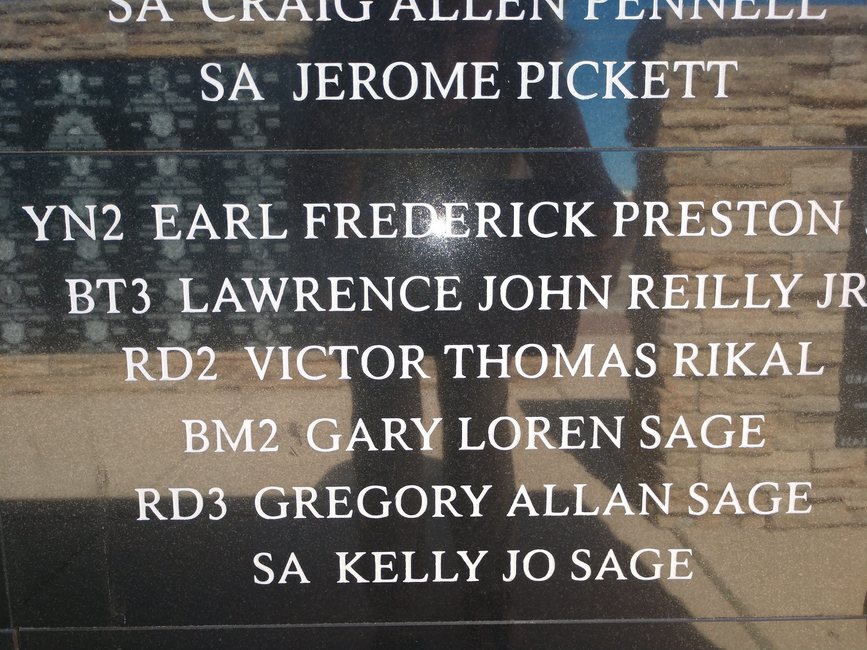 SA CRAIG ALLEN PENNELL
SA JEROME PICKETT
YN2 EARL FREDERICK PRESTON
BT3 LAWRENCE JOHN REILLY JR
RD2 VICTOR THOMAS RIKAL
BM2 GARY LOREN SAGE
RD3 GREGORY ALLAN SAGE
SA KELLY JO SAGE